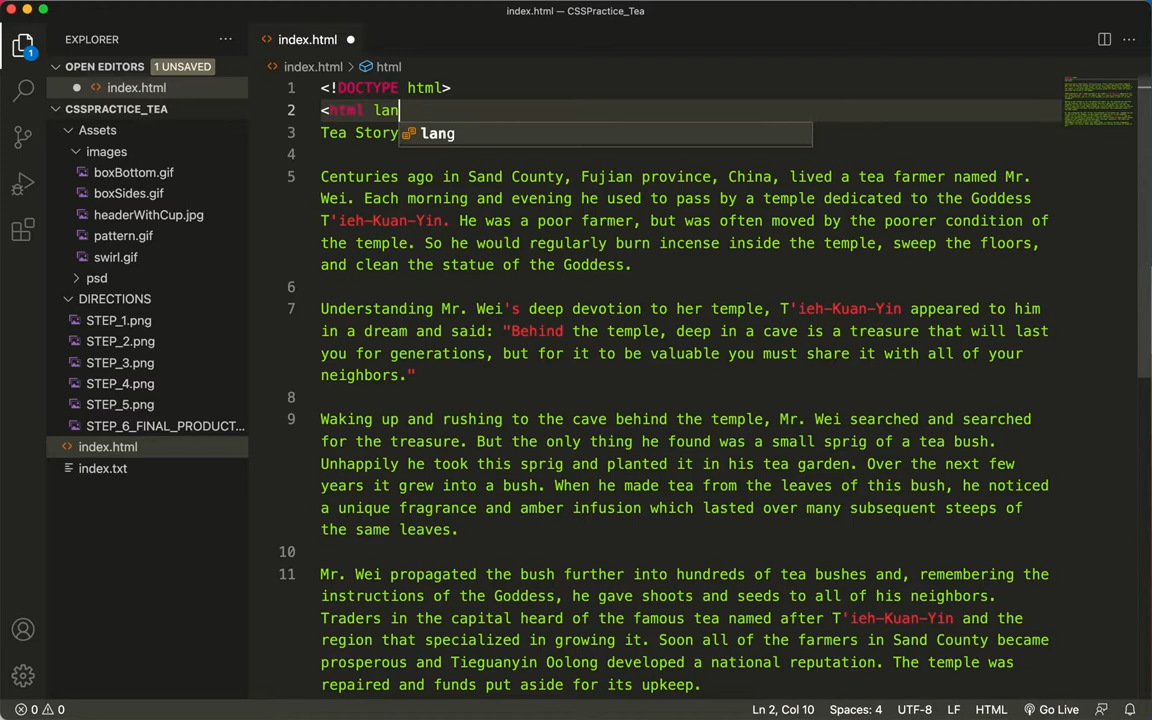 index.html — CSSPractice_Tea
EXPLORER
index.html
OPEN EDITORS 1 UNSAVED
index.html > html
index.html
1 <!DOCTYPE html>
CSSPRACTICE_TEA
2 <html lan
Assets
3 Tea Story
lang
images
4
boxBottom.gif
5 Centuries ago in Sand County, Fujian province, China, lived a tea farmer named Mr.
boxSides.gif
Wei. Each morning and evening he used to pass by a temple dedicated to the Goddess
headerWithCup.jpg
T'ieh-Kuan-Yin. He was a poor farmer, but was often moved by the poorer condition of
pattern.gif
the temple. So he would regularly burn incense inside the temple, sweep the floors,
swirl.gif
and clean the statue of the Goddess.
psd
6
DIRECTIONS
7 Understanding Mr. Wei's deep devotion to her temple, T'ieh-Kuan-Yin appeared to him
STEP_1.png
in a dream and said: "Behind the temple, deep in a cave is a treasure that will last
STEP_2.png
you for generations, but for it to be valuable you must share it with all of your
STEP_3.png
neighbors."
STEP_4.png
8
STEP_5.png
9 Waking up and rushing to the cave behind the temple, Mr. Wei searched and searched
STEP_6_FINAL_PRODUCT...
for the treasure. But the only thing he found was a small sprig of a tea bush.
index.html
Unhappily he took this sprig and planted it in his tea garden. Over the next few
index.txt
years it grew into a bush. When he made tea from the leaves of this bush, he noticed
a unique fragrance and amber infusion which lasted over many subsequent steeps of
the same leaves.
10
11 Mr. Wei propagated the bush further into hundreds of tea bushes and, remembering the
instructions of the Goddess, he gave shoots and seeds to all of his neighbors.
Traders in the capital heard of the famous tea named after T'ieh-Kuan-Yin and the
region that specialized in growing it. Soon all of the farmers in Sand County became
prosperous and Tieguanyin Oolong developed a national reputation. The temple was
repaired and funds put aside for its upkeep.
0 0 Ln 2, Col 10 Spaces: 4 UTF-8 LF HTML Go Live